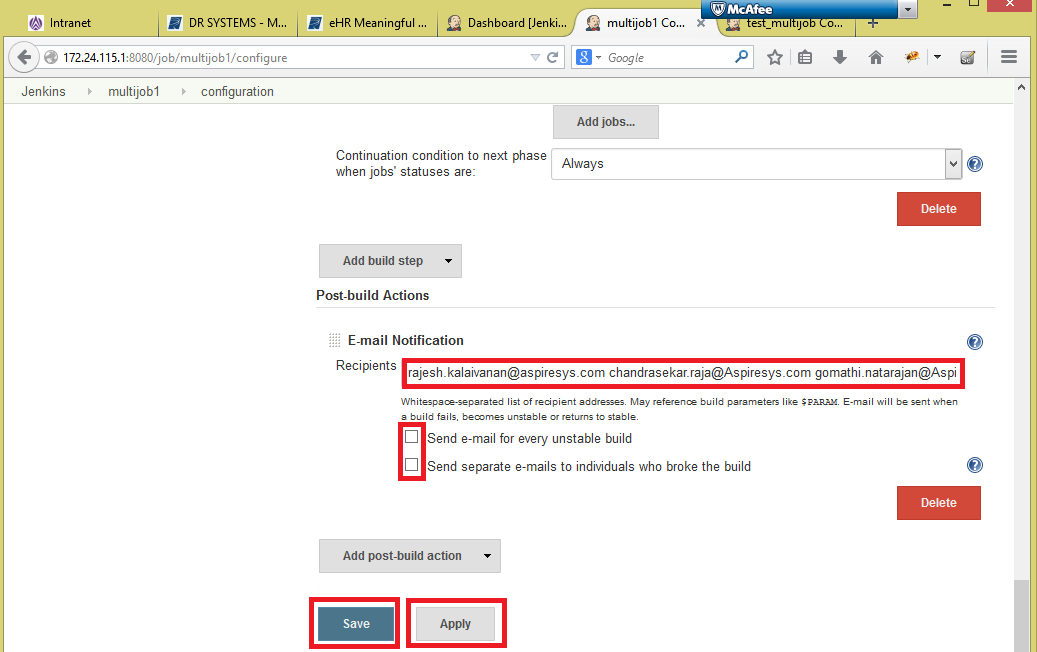 McAfee
Intranet
DR SYSTEMS - M...
eHR Meaningful ...
Dashboard [Jenki...
multijob1 Co...
test_multijob Co...
172.24.115.1:8080/job/multijob1/configure
Google
Jenkins
multijob1
configuration
Add jobs...
Continuation condition to next phase
when jobs' statuses are:
Always
Delete
Add build step
Post-build Actions
E-mail Notification
Recipients
rajesh.kalaivanan@aspiresys.com chandrasekar.raja@Aspiresys.com gomathi.natarajan@Aspi
Whitespace-separated list of recipient addresses. May reference build parameters like $PARAM. E-mail will be sent when
a build fails, becomes unstable or returns to stable.
Send e-mail for every unstable build
Send separate e-mails to individuals who broke the build
Delete
Add post-build action
Save
Apply